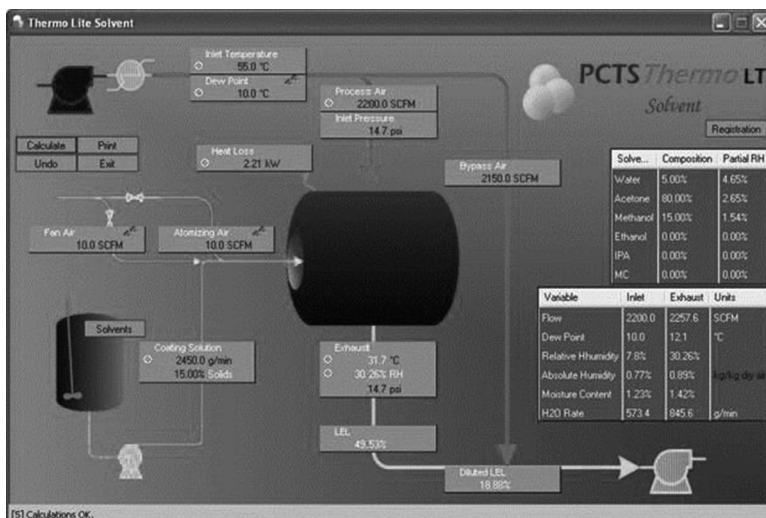 Thermo Lite Solvent
Inlet Temperature
55.0 °C
Dew Point
10.0 °C
Process Air
2200.0 SCFM
Inlet Pressure
14.7 psi
PCTS Thermo LT
Solvent
Registration
Calculate Print
Undo Exit
Heat Loss
2.21 kW
Bypass Air
2150.0 SCFM
Solve... Composition Partial RH
Water 5.00% 4.65%
Acetone 80.00% 2.65%
Methanol 15.00% 1.54%
Ethanol 0.00% 0.00%
IPA 0.00% 0.00%
MC 0.00% 0.00%
Fan Air
10.0 SCFM
Atomizing Air
10.0 SCFM
Variable Inlet Exhaust Units
Flow 2200.0 2257.6 SCFM
Dew Point 10.0 12.1 °C
Relative Hhumidity 7.8% 30.26%
Absolute Humidity 0.77% 0.89% kg/kg dry air
Moisture Content 1.23% 1.42%
H2O Rate 573.4 845.6 g/min
Solvents
Coating Solution
2450.0 g/min
15.00% Solids
Exhaust
31.7 °C
30.26% RH
14.7 psi
LEL
49.53%
Diluted LEL
18.88%
[5] Calculations OK.